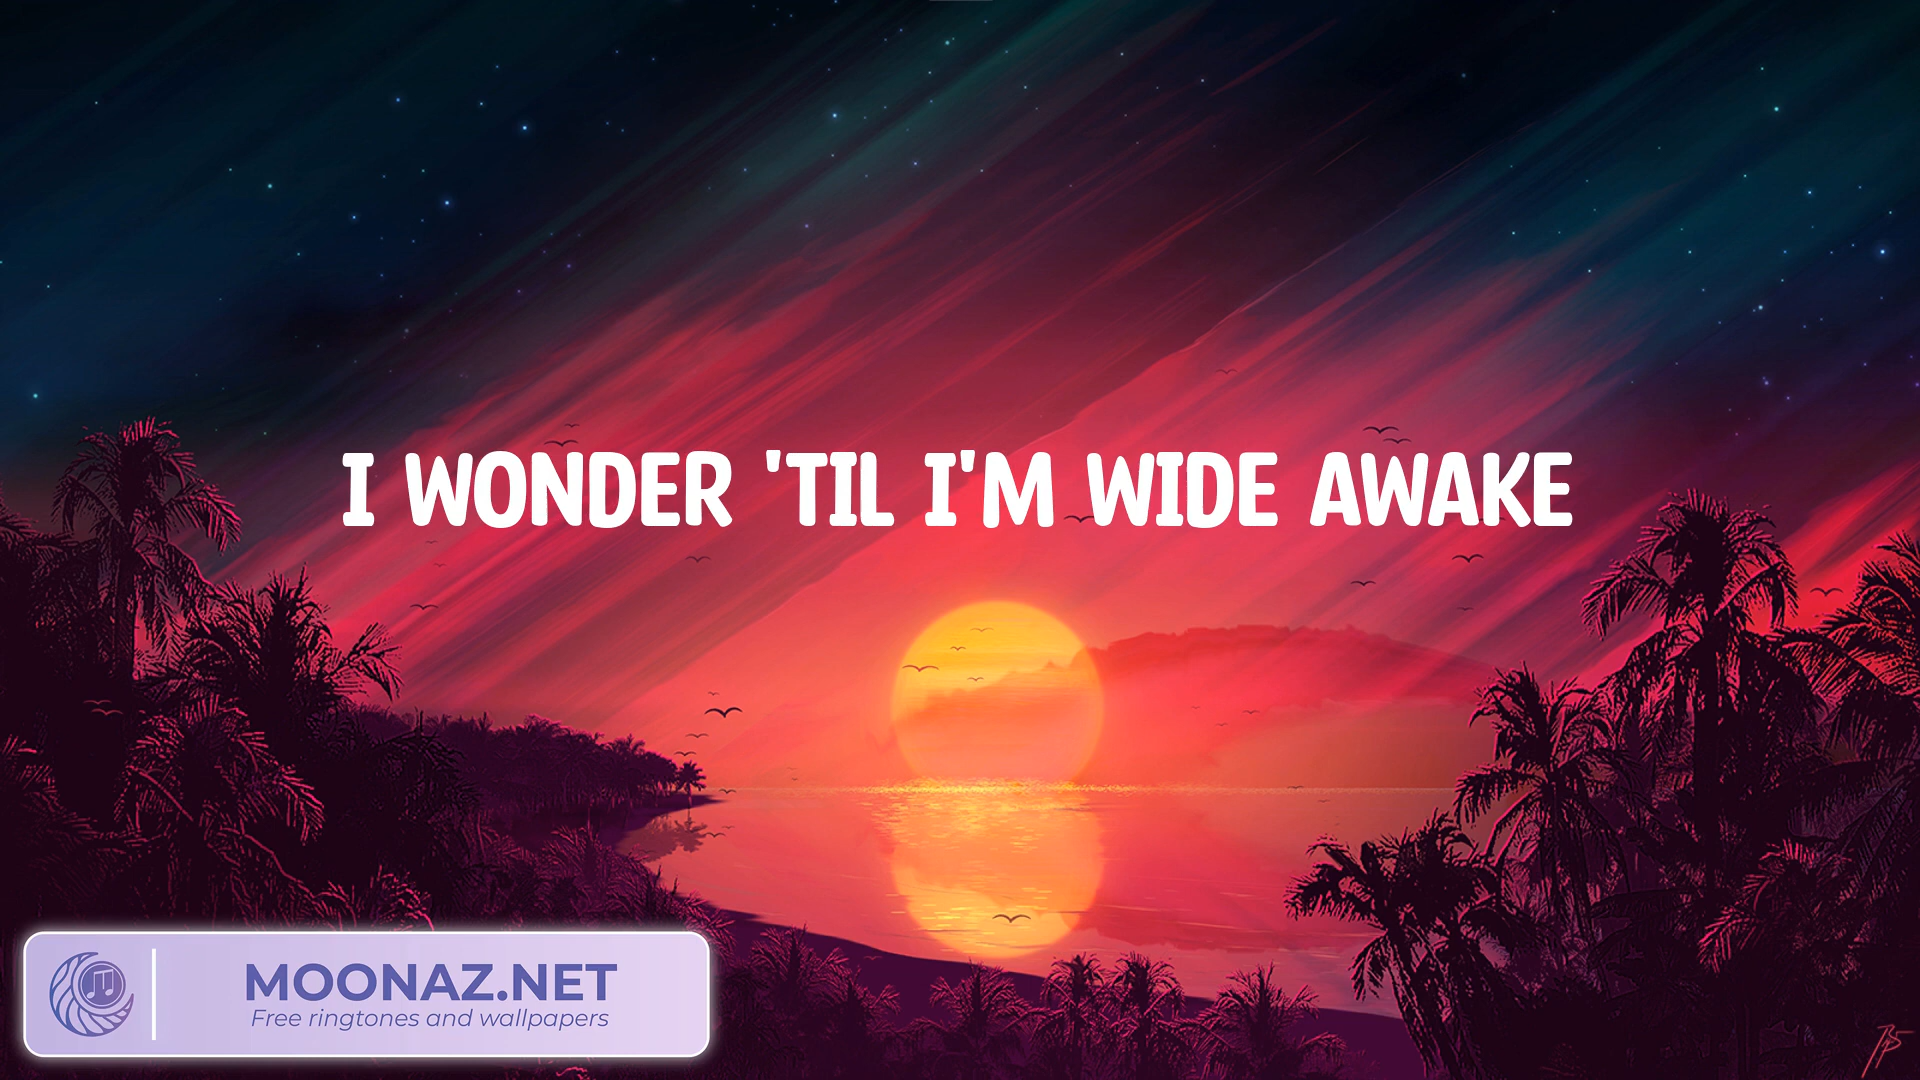 I WONDER 'TIL I'M WIDE AWAKE
MOONAZ.NET
Free ringtones and wallpapers